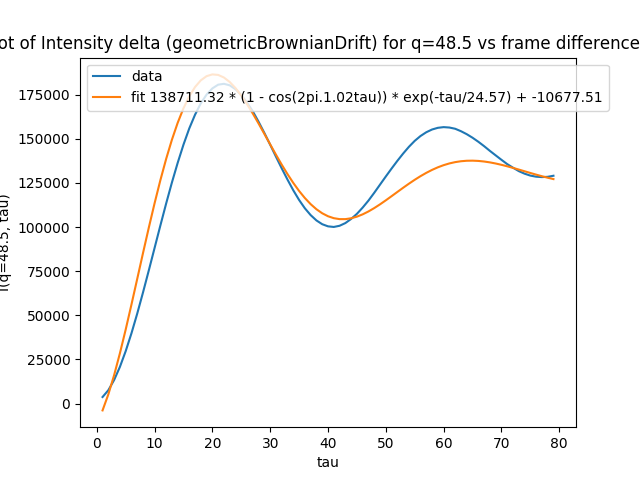 ot of Intensity delta (geometricBrownianDrift) for q=48.5 vs frame difference
data
fit 138711.32 * (1 - cos(2pi.1.02tau)) * exp(-tau/24.57) + -10677.51
175000
150000
125000
100000
75000
50000
25000
0
I(q=48.5, tau)
0 10 20 30 40 50 60 70 80
tau